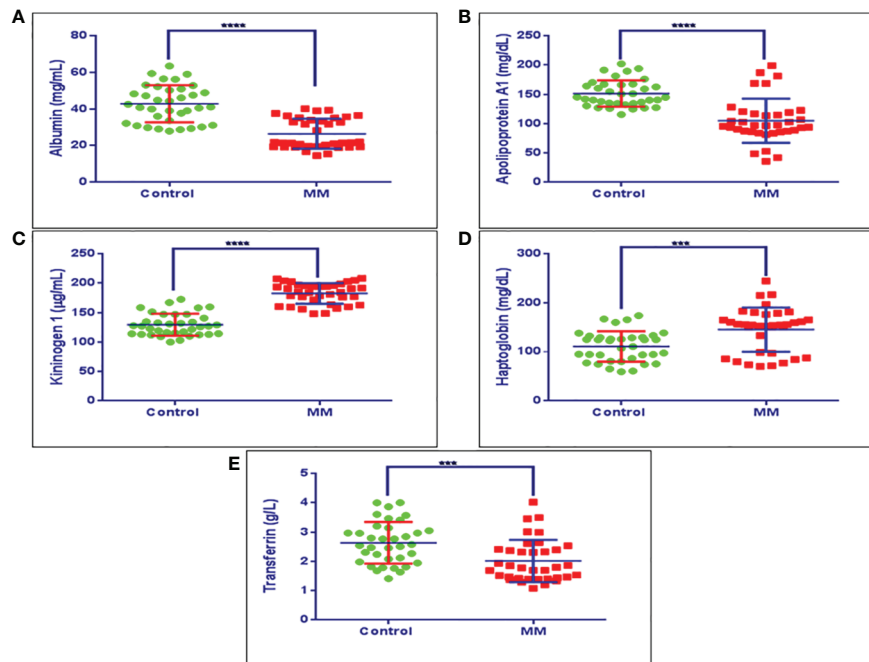 A
****
Albumin (mg/mL)
80
60
40
20
0
Control
MM
B
****
Apolipoprotein A1 (mg/dL)
250
200
150
100
50
0
Control
MM
C
****
Kininogen 1 (µg/mL)
250
200
150
100
50
0
Control
MM
D
***
Haptoglobin (mg/dL)
300
200
100
0
Control
MM
E
***
Transferrin (g/L)
5
4
3
2
1
0
Control
MM